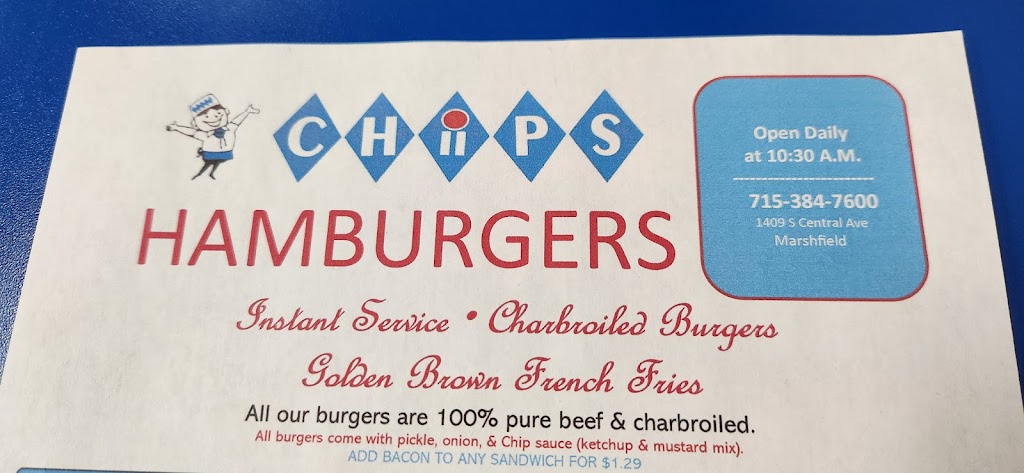 CHiPS
HAMBURGERS
Open Daily
at 10:30 A.M.
715-384-7600
1409 S Central Ave
Marshfield
Instant Service • Charbroiled Burgers
Golden Brown French Fries
All our burgers are 100% pure beef & charbroiled.
All burgers come with pickle, onion, & Chip sauce (ketchup & mustard mix).
ADD BACON TO ANY SANDWICH FOR $1.29